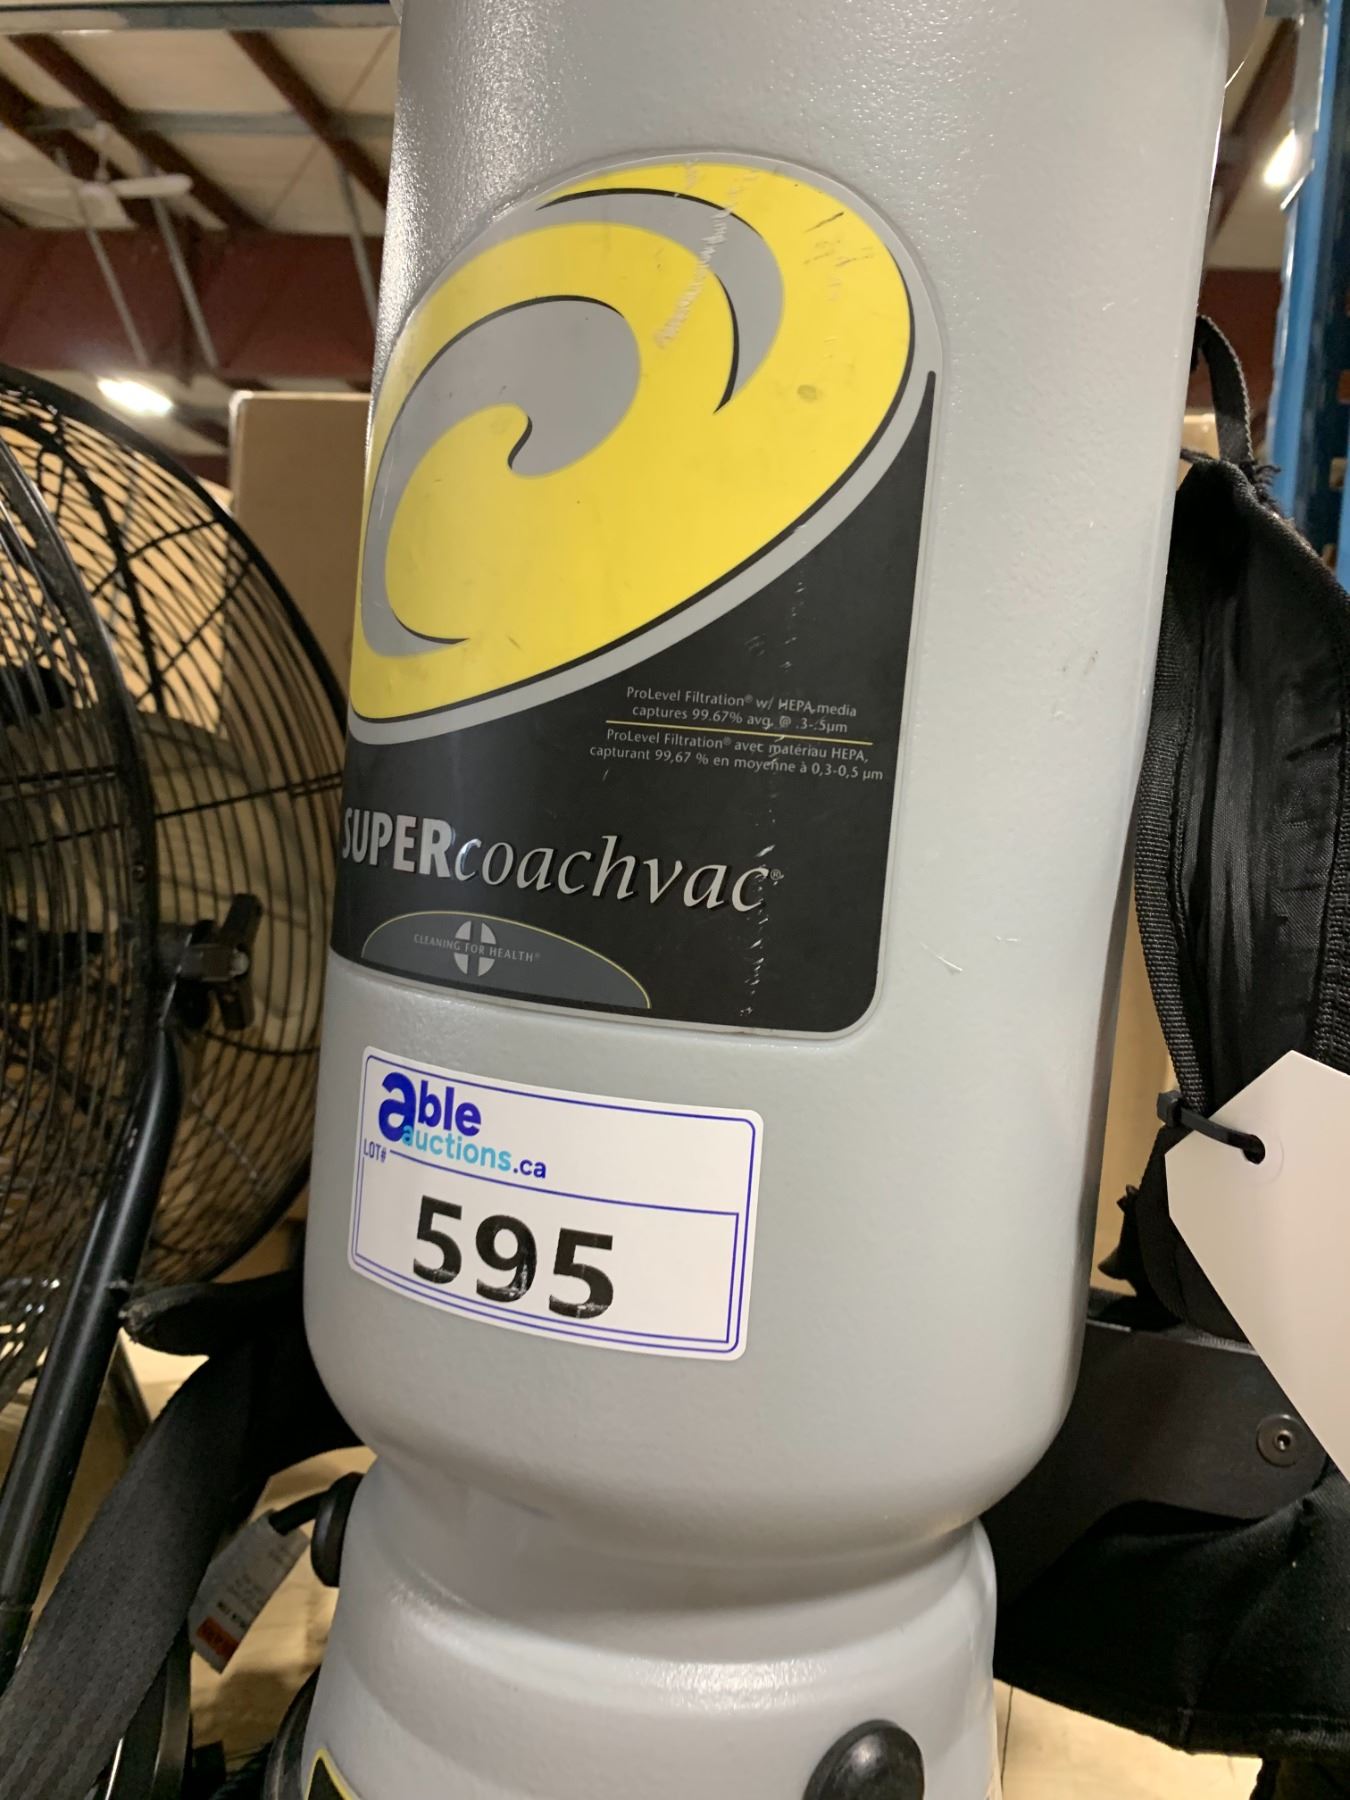 ProLevel Filtration® w/ HEPA media
captures 99.67% avg. @ .3-.5µm
ProLevel Filtration® avec matériau HEPA,
capturant 99,67 % en moyenne à 0,3-0,5 µm
SUPERcoachvac®
CLEANING FOR HEALTH®
able
auctions.ca
LOT#
595